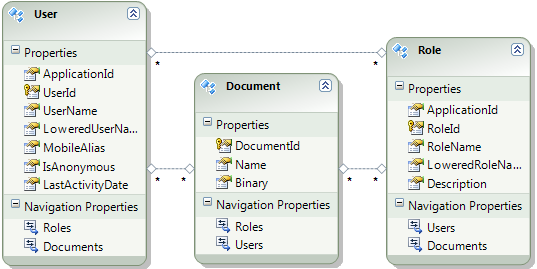 User
Properties
ApplicationId
UserId
UserName
LoweredUserNa...
MobileAlias
IsAnonymous
LastActivityDate
Navigation Properties
Roles
Documents
*
*
*
*
*
*
Document
Properties
DocumentId
Name
Binary
Navigation Properties
Roles
Users
Role
Properties
ApplicationId
RoleId
RoleName
LoweredRoleNa...
Description
Navigation Properties
Users
Documents